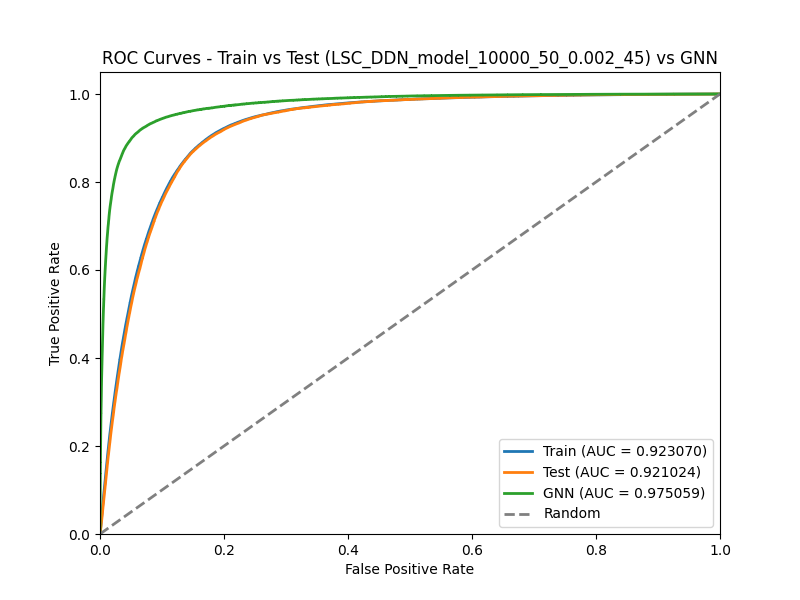 ROC Curves - Train vs Test (LSC_DDN_model_10000_50_0.002_45) vs GNN
True Positive Rate
1.0
0.8
0.6
0.4
0.2
0.0
Train (AUC = 0.923070)
Test (AUC = 0.921024)
GNN (AUC = 0.975059)
Random
0.0 0.2 0.4 0.6 0.8 1.0
False Positive Rate